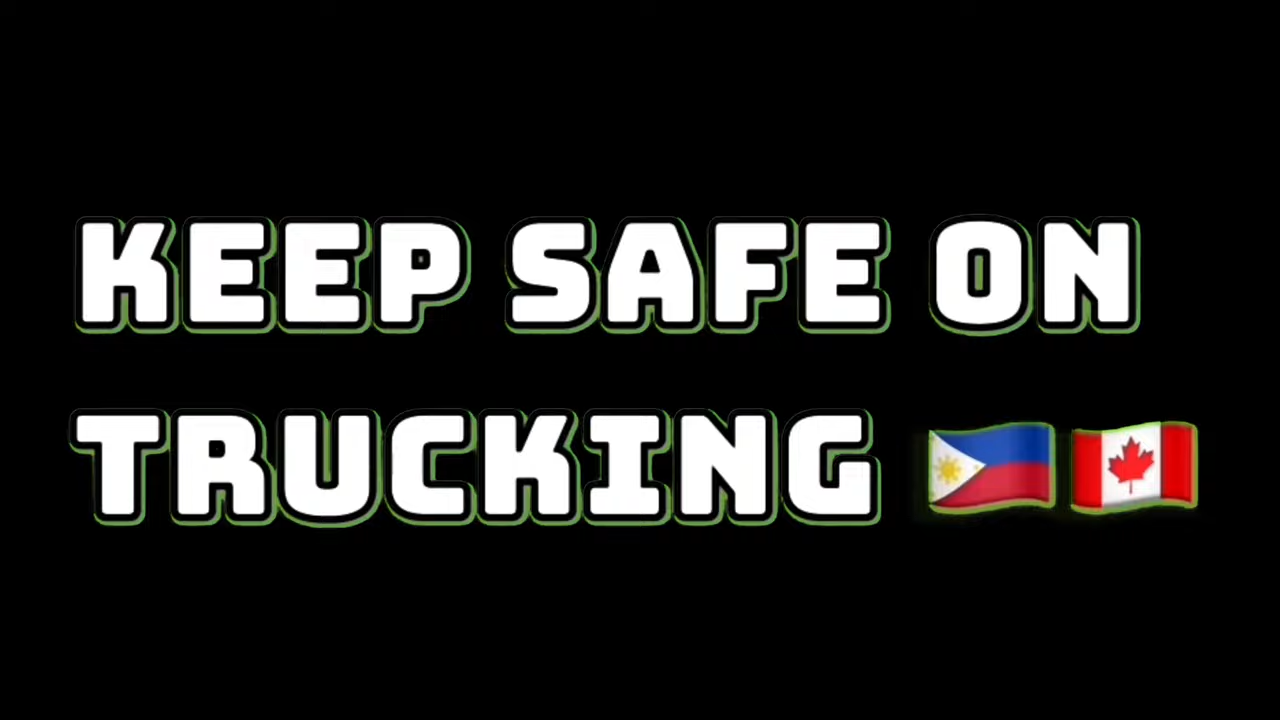 KEEP SAFE ON
TRUCKING 🇵🇭 🇨🇦